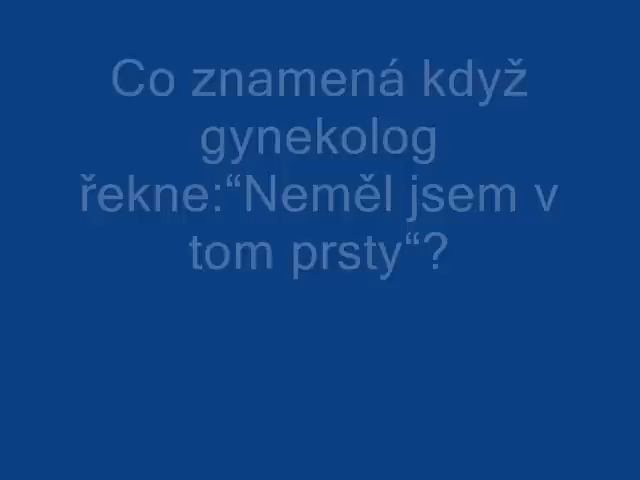 Co znamená když
gynekolog
řekne:“Neměl jsem v
tom prsty“?